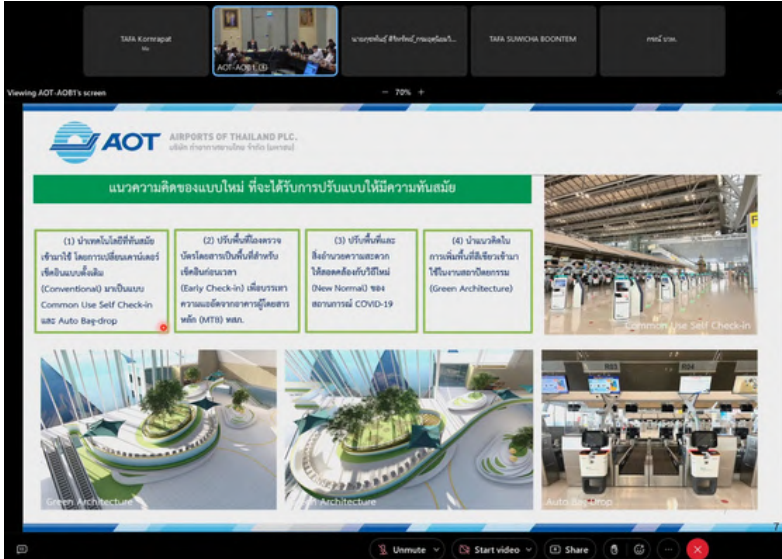 TAFA Kornrapat
Me
AOT-AOB1
TAFA SUWICHA BOONTEM
Viewing AOT-AOB1's screen
70%
AOT
AIRPORTS OF THAILAND PLC.
บริษัท ท่าอากาศยานไทย จำกัด (มหาชน)
แนวความคิดของแบบใหม่ ที่จะได้รับการปรับแบบให้มีความทันสมัย
(1) นำเทคโนโลยีที่ทันสมัย
เข้ามาใช้ โดยการเปลี่ยนเคาน์เตอร์
เช็คอินแบบดั้งเดิม
(Conventional) มาเป็นแบบ
Common Use Self Check-in
และ Auto Bag-drop
(2) ปรับพื้นที่โถงตรวจ
บัตรโดยสารเป็นพื้นที่สำหรับ
เช็คอินก่อนเวลา
(Early Check-in) เพื่อบรรเทา
ความแออัดจากอาคารผู้โดยสาร
หลัก (MTB) ทสภ.
(3) ปรับพื้นที่และ
สิ่งอำนวยความสะดวก
ให้สอดคล้องกับวิถีใหม่
(New Normal) ของ
สถานการณ์ COVID-19
(4) นำแนวคิดใน
การเพิ่มพื้นที่สีเขียวเข้ามา
ใช้ในงานสถาปัตยกรรม
(Green Architecture)
F
Common Use Self Check-in
Green Architecture
n Architecture
R03
R04
Auto Bag Drop
7
Unmute
Start video
Share